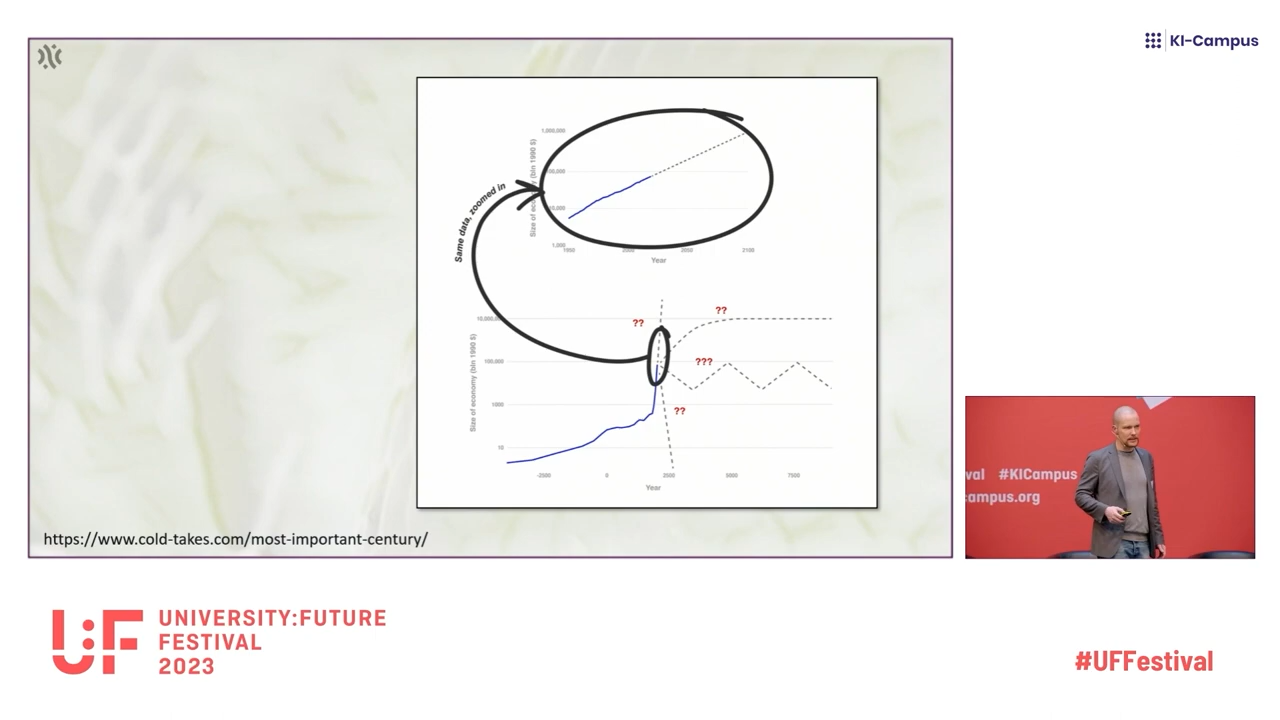 KI-Campus
1,000,000
100,000
10,000
1,000
Size of economy (bln 1990 $)
1950
2000
2050
2100
Year
Same data, zoomed in
10,000,000
100,000
1000
10
Size of economy (bln 1990 $)
??
??
???
??
-2500
0
2500
5000
7500
Year
https://www.cold-takes.com/most-important-century/
val #KICampus
campus.org
U:F
UNIVERSITY:FUTURE
FESTIVAL
2023
#UFFestival